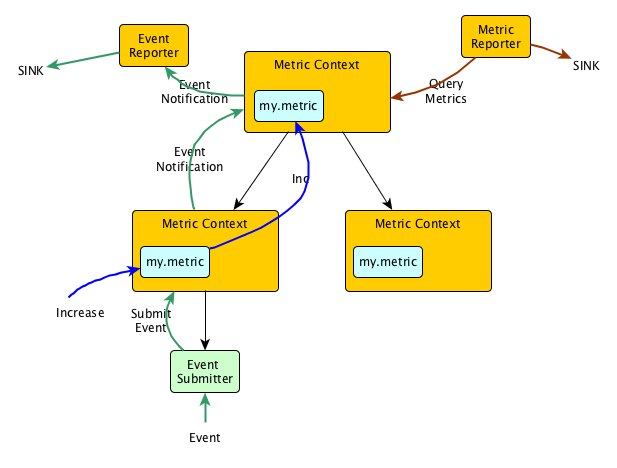 Event
Reporter
Metric
Reporter
SINK
Metric Context
SINK
Event
Notification
Query
Metrics
my.metric
Event
Notification
Inc
Metric Context
Metric Context
my.metric
my.metric
Increase
Submit
Event
Event
Submitter
Event